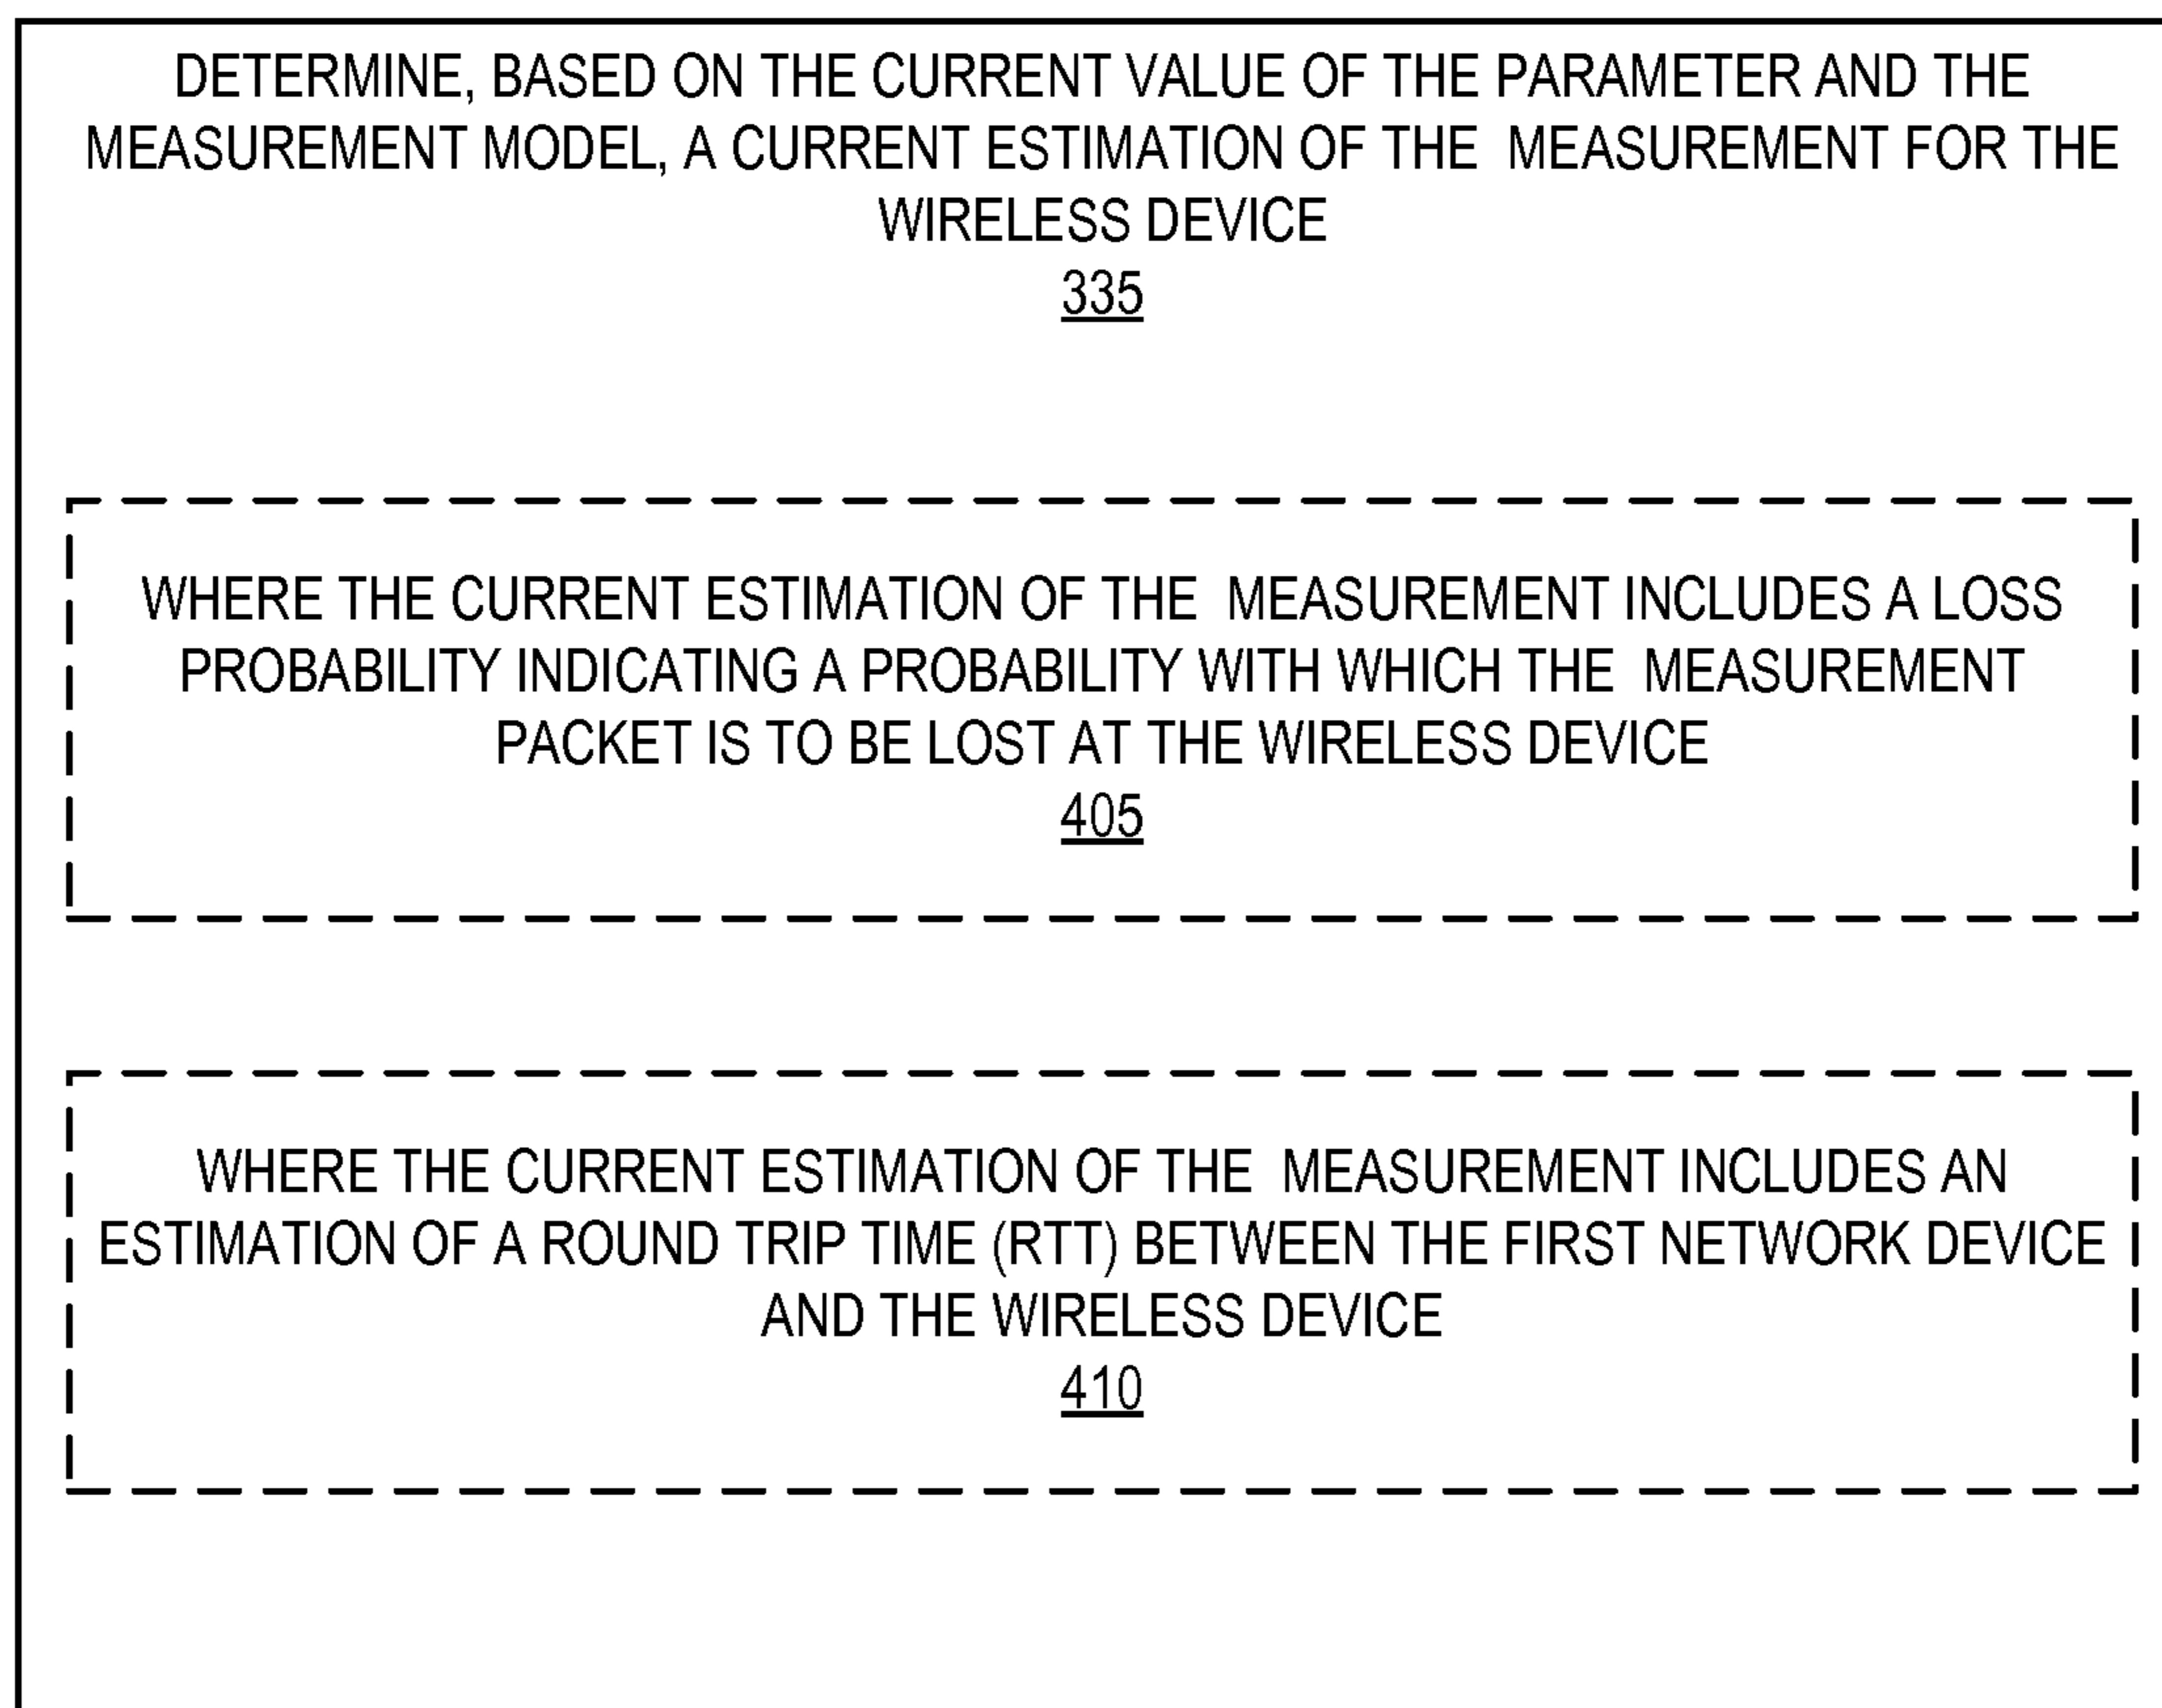 DETERMINE, BASED ON THE CURRENT VALUE OF THE PARAMETER AND THE
MEASUREMENT MODEL, A CURRENT ESTIMATION OF THE MEASUREMENT FOR THE
WIRELESS DEVICE
335
WHERE THE CURRENT ESTIMATION OF THE MEASUREMENT INCLUDES A LOSS
PROBABILITY INDICATING A PROBABILITY WITH WHICH THE MEASUREMENT
PACKET IS TO BE LOST AT THE WIRELESS DEVICE
405
WHERE THE CURRENT ESTIMATION OF THE MEASUREMENT INCLUDES AN
ESTIMATION OF A ROUND TRIP TIME (RTT) BETWEEN THE FIRST NETWORK DEVICE
AND THE WIRELESS DEVICE
410